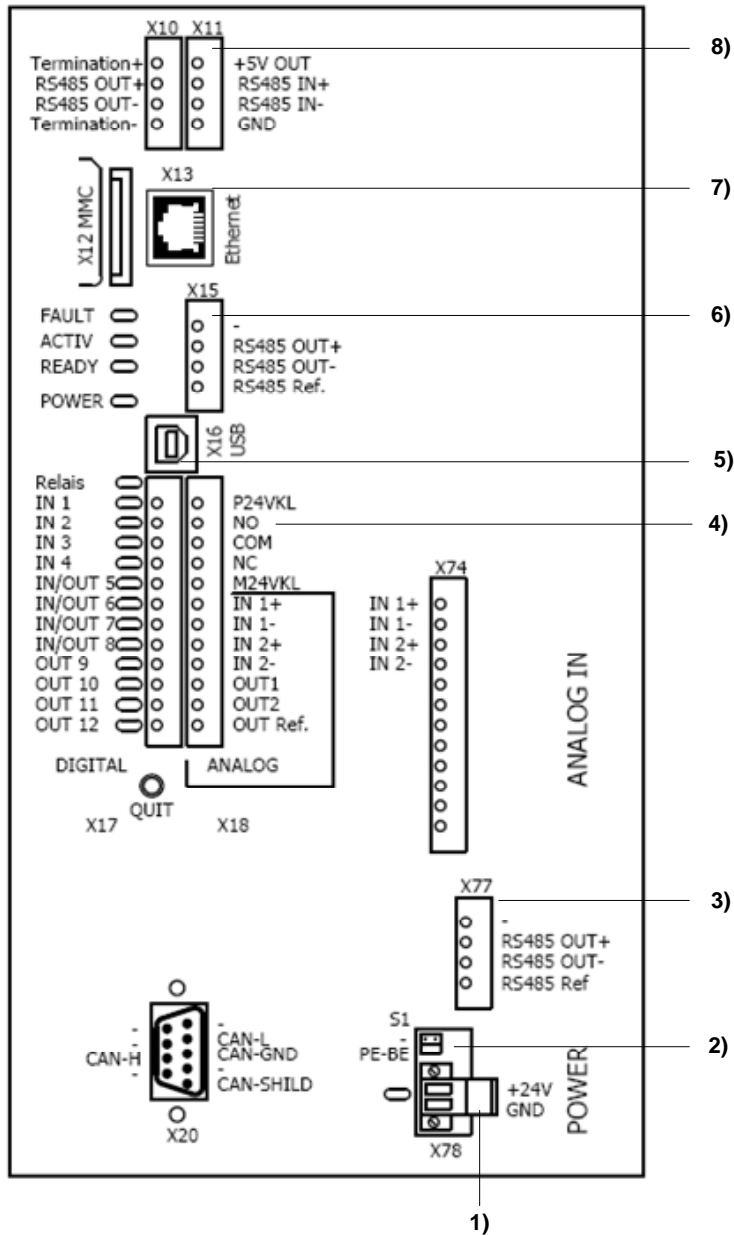 X10 X11
8)
Termination+ +5V OUT
RS485 OUT+ RS485 IN+
RS485 OUT- RS485 IN-
Termination- GND
X12 MMC
X13
Ethernet
7)
X15
6)
FAULT -
ACTIV RS485 OUT+
READY RS485 OUT-
POWER RS485 Ref.
X16
USB
5)
Relais
IN 1 P24VKL
IN 2 NO
4)
IN 3 COM
IN 4 NC
IN/OUT 5 M24VKL
IN/OUT 6 IN 1+
IN/OUT 7 IN 1-
IN/OUT 8 IN 2+
OUT 9 IN 2-
OUT 10 OUT1
OUT 11 OUT2
OUT 12 OUT Ref.
DIGITAL ANALOG
QUIT
X17 X18
X74
IN 1+
IN 1-
IN 2+
IN 2-
ANALOG IN
X77
3)
-
RS485 OUT+
RS485 OUT-
RS485 Ref
- -
CAN-L
CAN-H CAN-GND
- -
CAN-SHILD
X20
S1
-
PE-BE
2)
+24V
GND
POWER
X78
1)